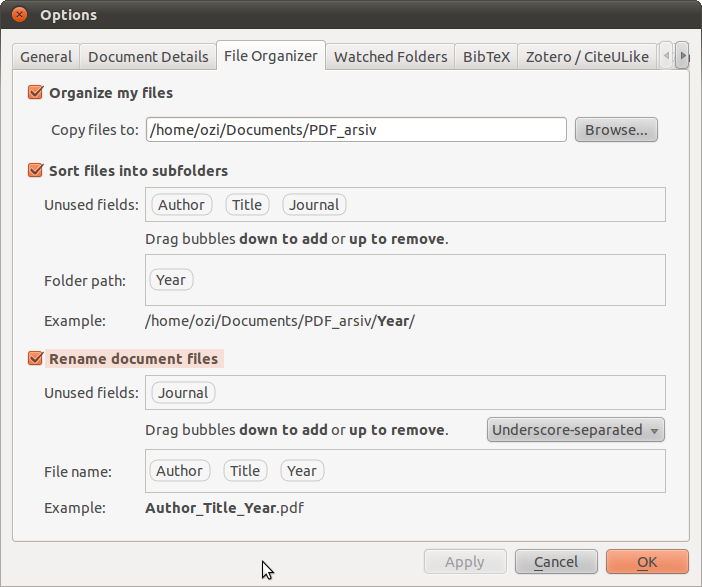 Options
General Document Details File Organizer Watched Folders BibTeX Zotero / CiteULike
Organize my files
Copy files to: /home/ozi/Documents/PDF_arsiv Browse...
Sort files into subfolders
Unused fields: Author Title Journal
Drag bubbles down to add or up to remove.
Folder path: Year
Example: /home/ozi/Documents/PDF_arsiv/Year/
Rename document files
Unused fields: Journal
Drag bubbles down to add or up to remove. Underscore-separated
File name: Author Title Year
Example: Author_Title_Year.pdf
Apply Cancel OK